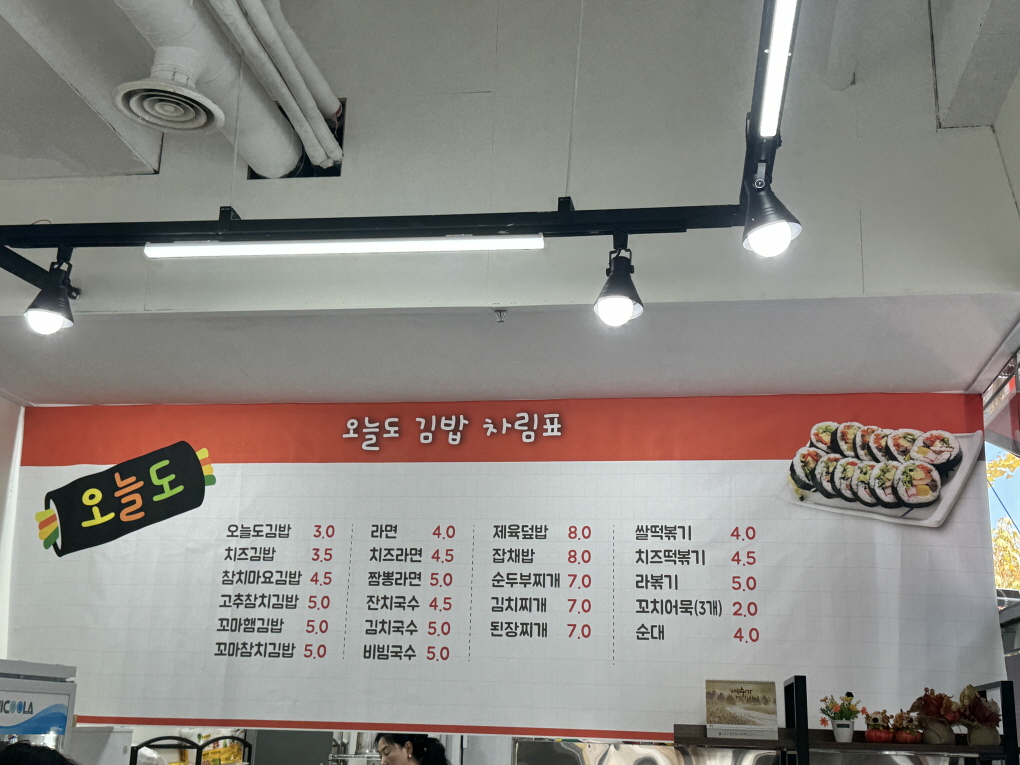 오늘도 김밥 차림표
오늘도
오늘도김밥 3.0
치즈김밥 3.5
참치마요김밥 4.5
고추참치김밥 5.0
꼬마햄김밥 5.0
꼬마참치김밥 5.0
라면 4.0
치즈라면 4.5
짬뽕라면 5.0
잔치국수 4.5
김치국수 5.0
비빔국수 5.0
제육덮밥 8.0
잡채밥 8.0
순두부찌개 7.0
김치찌개 7.0
된장찌개 7.0
쌀떡볶기 4.0
치즈떡볶기 4.5
라볶기 5.0
꼬치어묵(3개) 2.0
순대 4.0